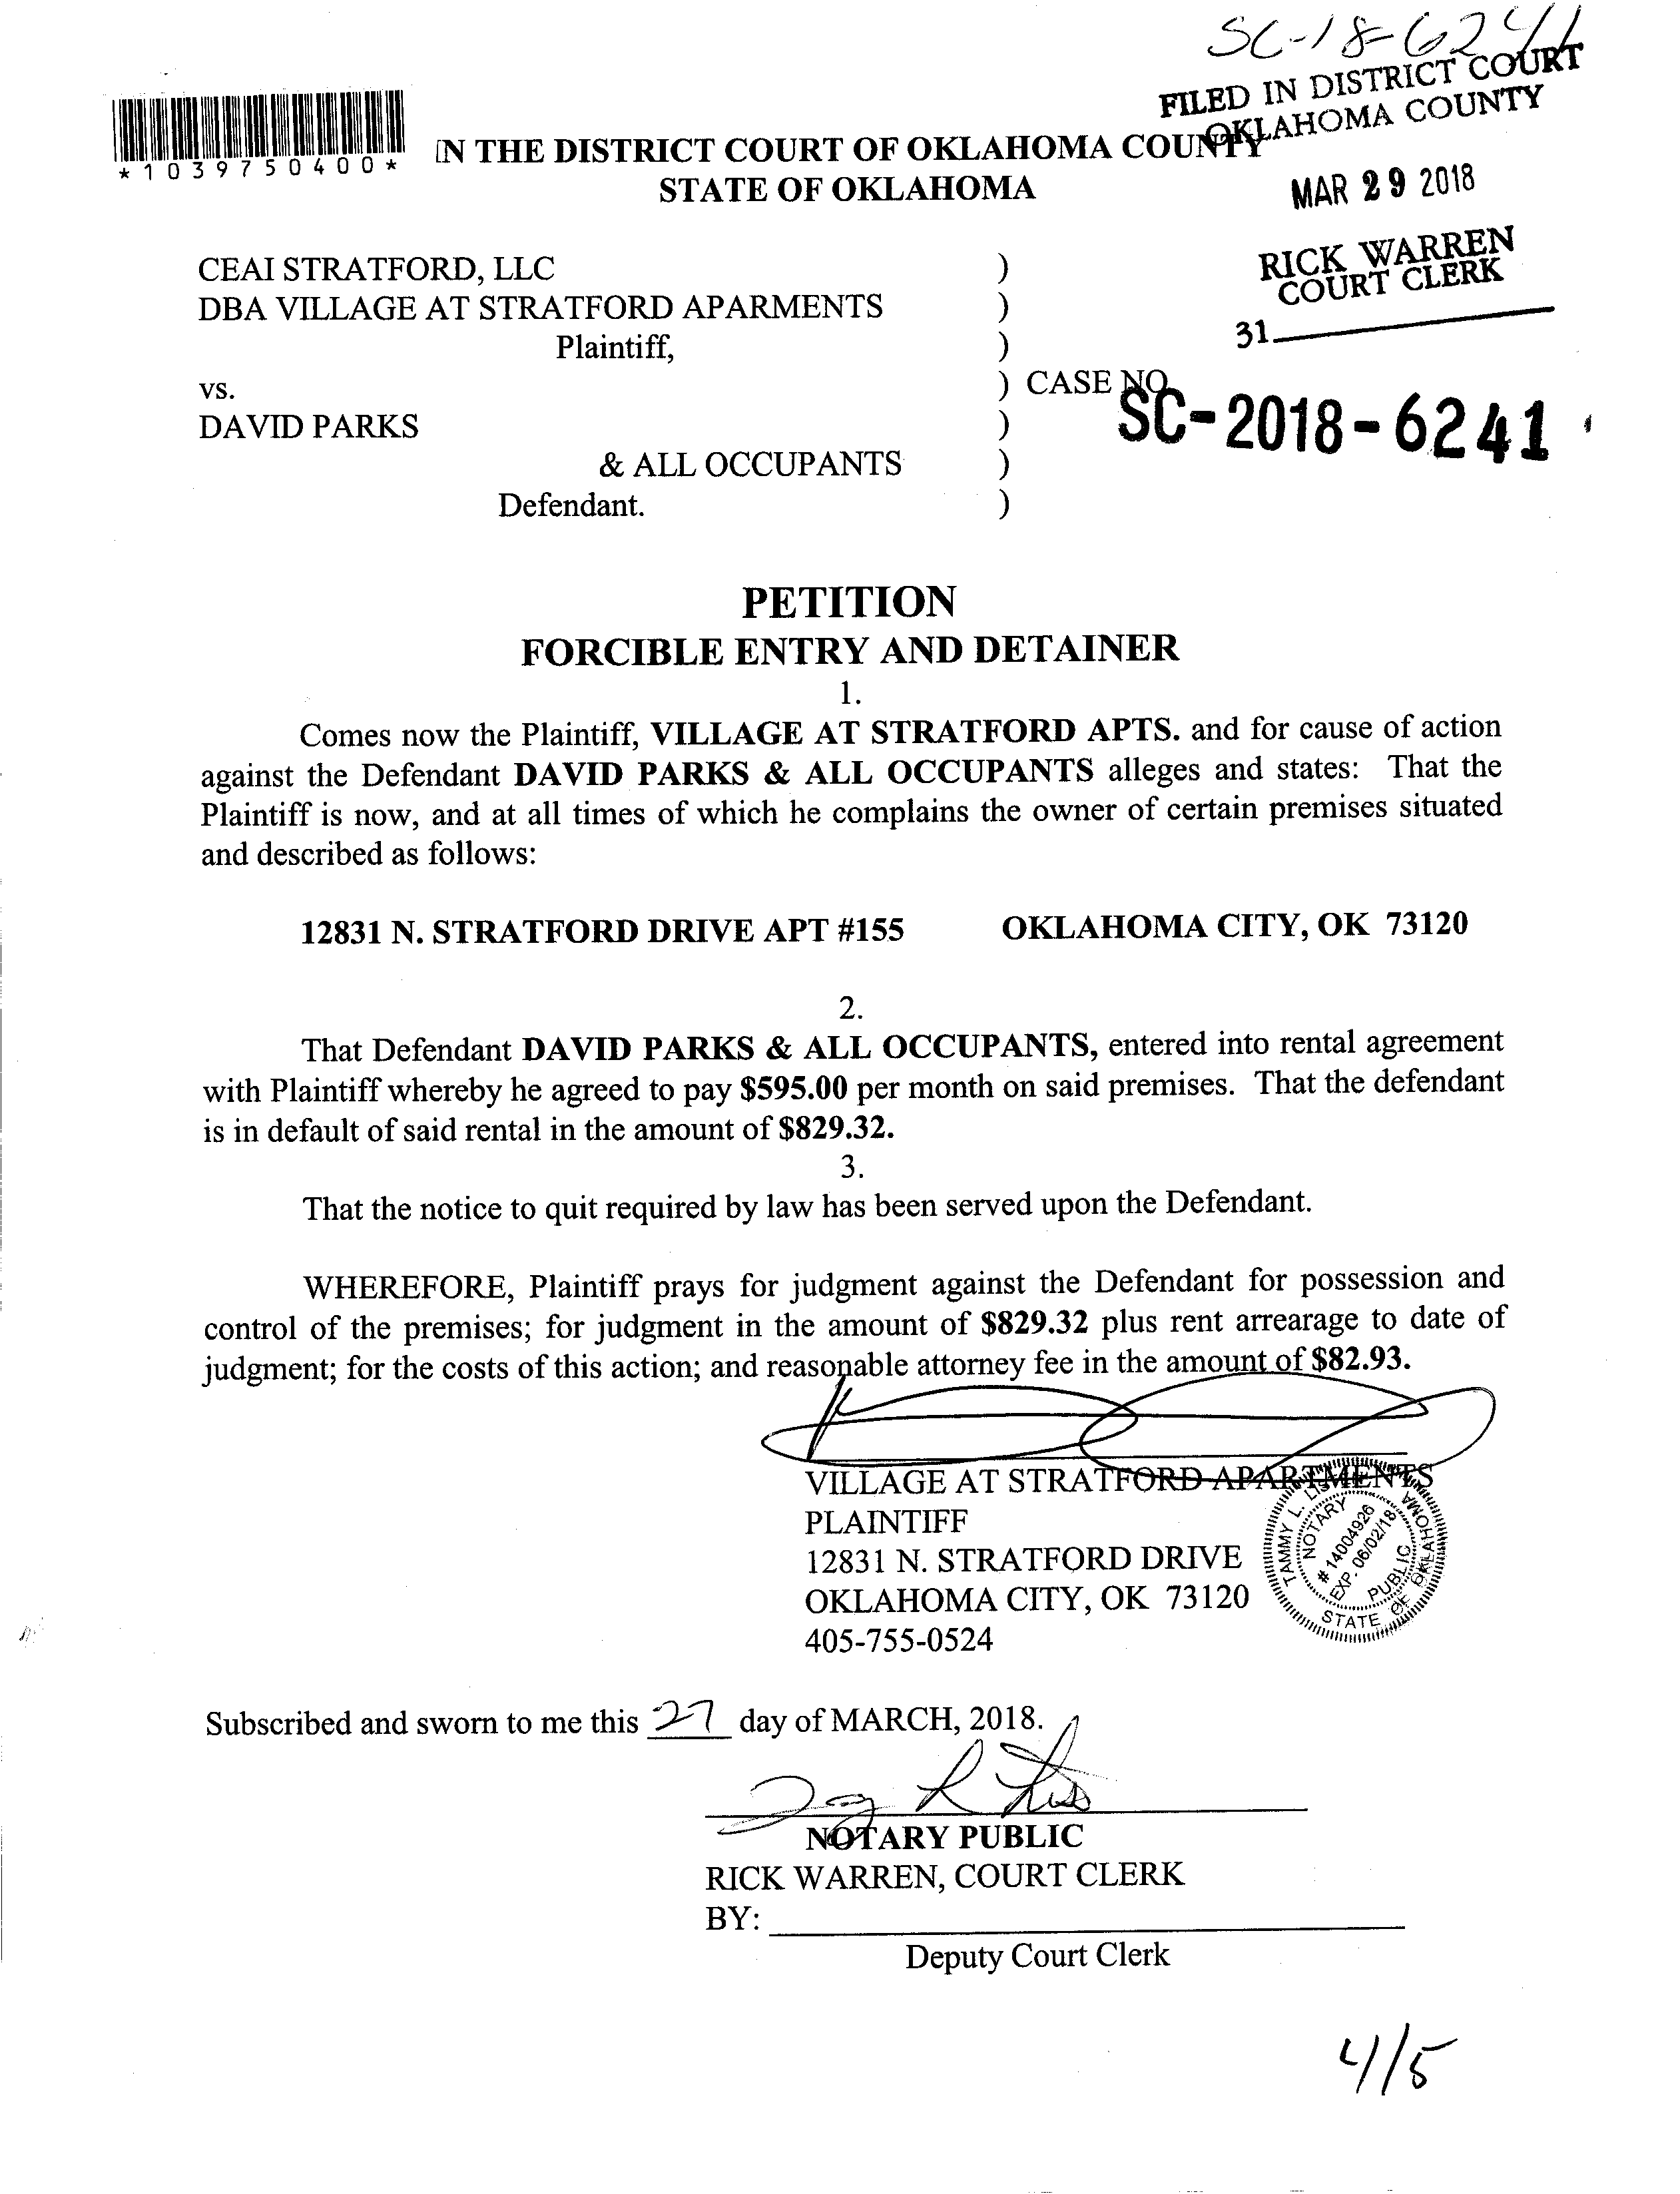 SC-18-6241
FILED IN DISTRICT COURT
OKLAHOMA COUNTY
*1039750400*
IN THE DISTRICT COURT OF OKLAHOMA COUNTY
STATE OF OKLAHOMA
MAR 29 2018
RICK WARREN
COURT CLERK
31
CEAI STRATFORD, LLC )
DBA VILLAGE AT STRATFORD APARMENTS )
Plaintiff, )
vs. ) CASE NO.
SC-2018-6241
DAVID PARKS )
& ALL OCCUPANTS )
Defendant. )
PETITION
FORCIBLE ENTRY AND DETAINER
1.
Comes now the Plaintiff, VILLAGE AT STRATFORD APTS. and for cause of action
against the Defendant DAVID PARKS & ALL OCCUPANTS alleges and states: That the
Plaintiff is now, and at all times of which he complains the owner of certain premises situated
and described as follows:
12831 N. STRATFORD DRIVE APT #155 OKLAHOMA CITY, OK 73120
2.
That Defendant DAVID PARKS & ALL OCCUPANTS, entered into rental agreement
with Plaintiff whereby he agreed to pay $595.00 per month on said premises. That the defendant
is in default of said rental in the amount of $829.32.
3.
That the notice to quit required by law has been served upon the Defendant.
WHEREFORE, Plaintiff prays for judgment against the Defendant for possession and
control of the premises; for judgment in the amount of $829.32 plus rent arrearage to date of
judgment; for the costs of this action; and reasonable attorney fee in the amount of $82.93.
VILLAGE AT STRATFORD APARTMENTS
PLAINTIFF
12831 N. STRATFORD DRIVE
OKLAHOMA CITY, OK 73120
405-755-0524
TAMMY L.
NOTARY
# 14004926
EXP. 06/02/18
PUBLIC
STATE OF OKLAHOMA
Subscribed and sworn to me this 27 day of MARCH, 2018.
NOTARY PUBLIC
RICK WARREN, COURT CLERK
BY:
Deputy Court Clerk
4/5